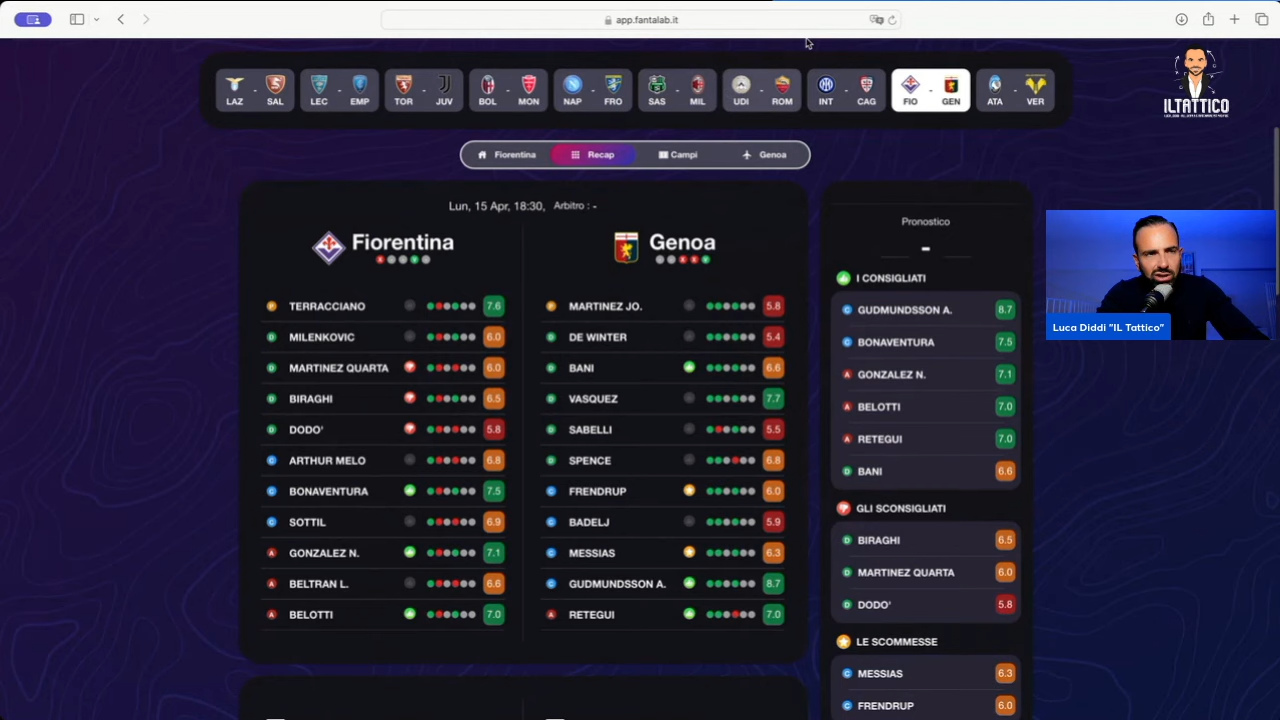 app.fantalab.it
LAZ - SAL
LEC - EMP
TOR - JUV
BOL - MON
NAP - FRO
SAS - MIL
UDI - ROM
INT - CAG
FIO - GEN
ATA - VER
ILTATTICO
Fiorentina
Recap
Campi
Genoa
Lun, 15 Apr, 18:30, Arbitro : -
Fiorentina
Genoa
P TERRACCIANO 7.6
D MILENKOVIC 6.0
D MARTINEZ QUARTA 6.0
D BIRAGHI 6.5
D DODO' 5.8
C ARTHUR MELO 6.8
C BONAVENTURA 7.5
C SOTTIL 6.9
A GONZALEZ N. 7.1
A BELTRAN L. 6.6
A BELOTTI 7.0
P MARTINEZ JO. 5.8
D DE WINTER 5.4
D BANI 6.6
D VASQUEZ 7.7
D SABELLI 5.5
D SPENCE 6.8
C FRENDRUP 6.0
C BADELJ 5.9
C MESSIAS 6.3
C GUDMUNDSSON A. 8.7
A RETEGUI 7.0
Pronostico
-
I CONSIGLIATI
C GUDMUNDSSON A. 8.7
C BONAVENTURA 7.5
A GONZALEZ N. 7.1
A BELOTTI 7.0
A RETEGUI 7.0
D BANI 6.6
GLI SCONSIGLIATI
D BIRAGHI 6.5
D MARTINEZ QUARTA 6.0
D DODO' 5.8
LE SCOMMESSE
C MESSIAS 6.3
C FRENDRUP 6.0
Luca Diddi "IL Tattico"